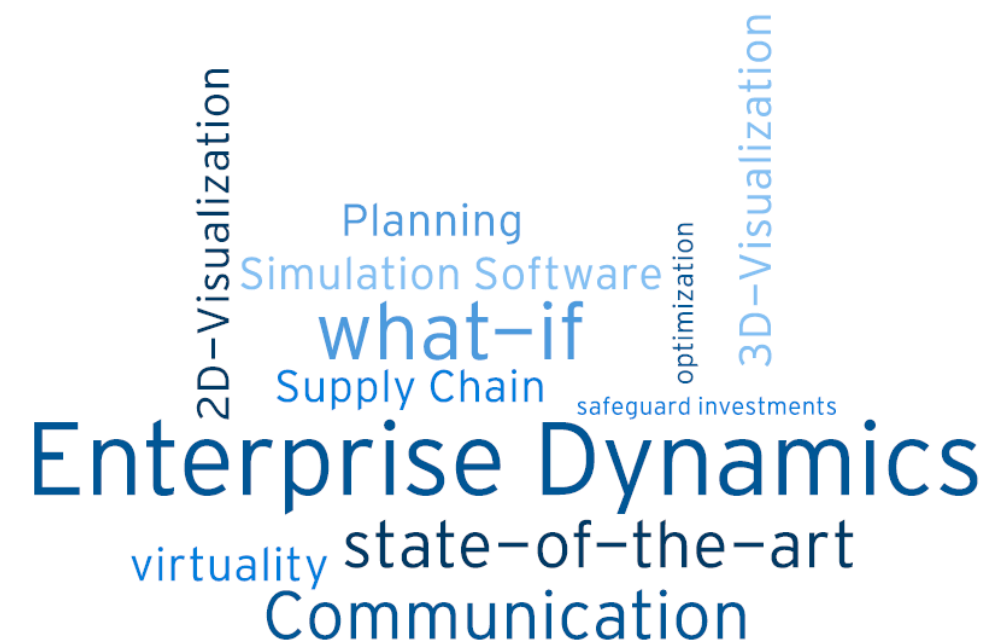 2D-Visualization
3D-Visualization
Planning
Simulation Software
optimization
what-if
Supply Chain
safeguard investments
Enterprise Dynamics
state-of-the-art
virtuality
Communication